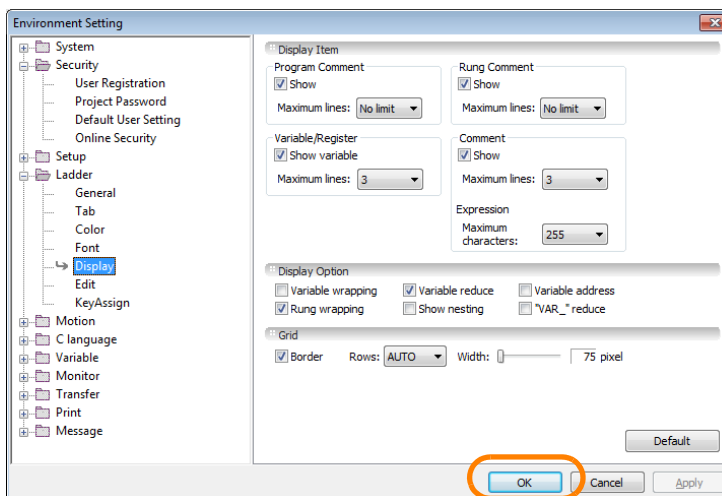 Environment Setting
System
Security
User Registration
Project Password
Default User Setting
Online Security
Setup
Ladder
General
Tab
Color
Font
Display
Edit
KeyAssign
Motion
C language
Variable
Monitor
Transfer
Print
Message
Display Item
Program Comment
Show
Maximum lines: No limit
Rung Comment
Show
Maximum lines: No limit
Variable/Register
Show variable
Maximum lines: 3
Comment
Show
Maximum lines: 3
Expression
Maximum
characters: 255
Display Option
Variable wrapping Variable reduce Variable address
Rung wrapping Show nesting "VAR_" reduce
Grid
Border Rows: AUTO Width: 75 pixel
Default
OK Cancel Apply